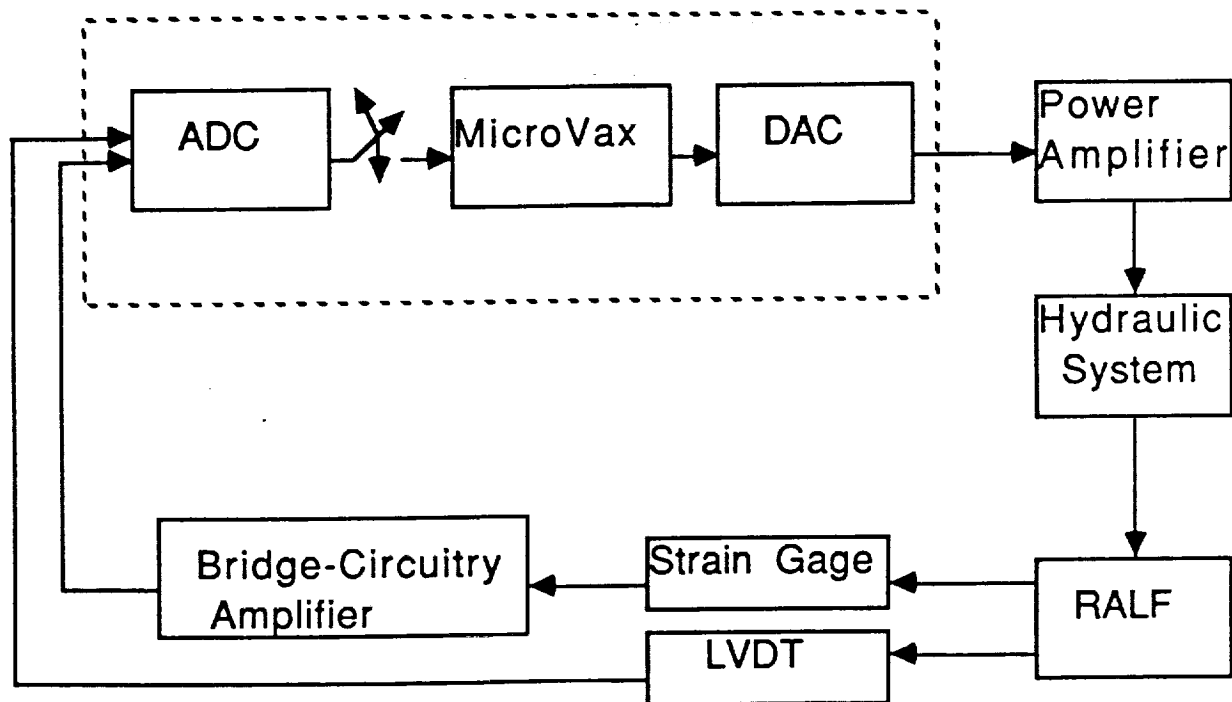 ADC
MicroVax
DAC
Power
Amplifier
Hydraulic
System
Bridge-Circuitry
Amplifier
Strain Gage
LVDT
RALF